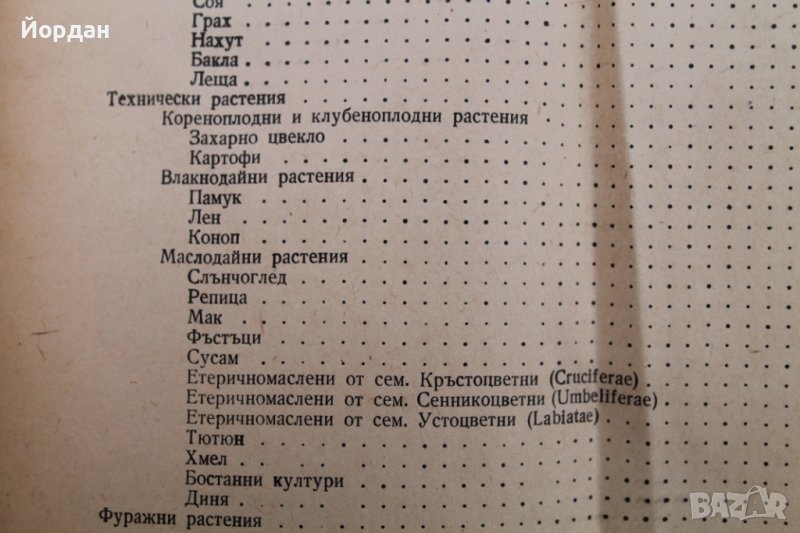 Соя
Йордан
Грах
Нахут
Бакла
Леща
Технически растения
Кореноплодни и клубеноплодни растения
Захарно цвекло
Картофи
Влакнодайни растения
Памук
Лен
Коноп
Маслодайни растения
Слънчоглед
Репица
Мак
Фъстъци
Сусам
Етеричномаслени от сем. Кръстоцветни (Cruciferae)
Етеричномаслени от сем. Сенникоцветни (Umbeliferae)
Етеричномаслени от сем. Устоцветни (Labiatae)
Тютюн
Хмел
Бостанни култури
Диня
Фуражни растения
BAZAR